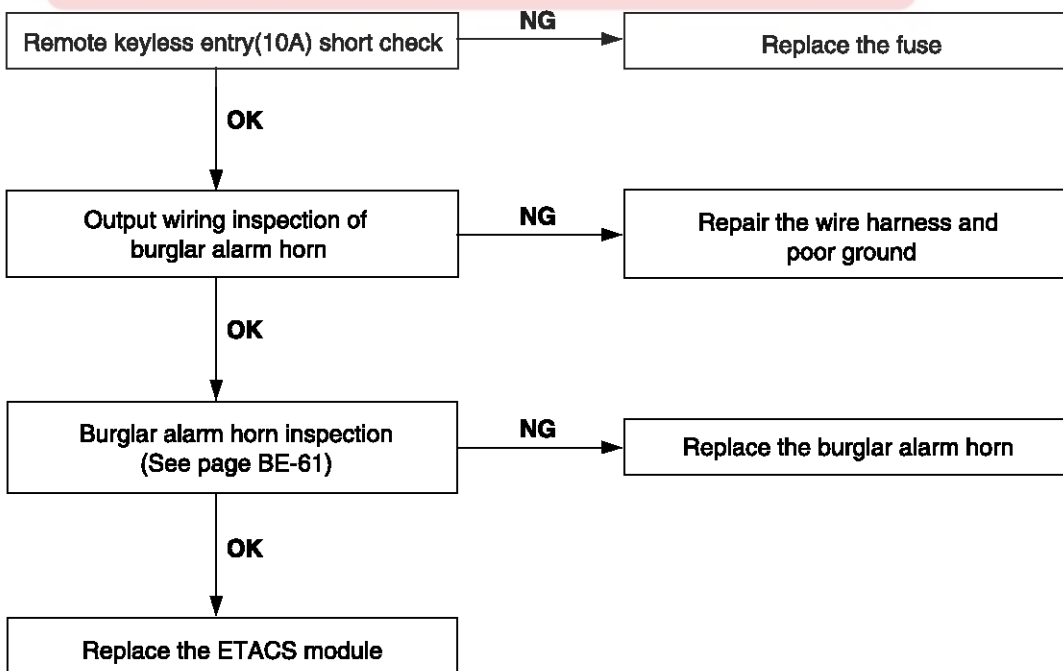 Remote keyless entry(10A) short check
NG
Replace the fuse
OK
Output wiring inspection of
burglar alarm horn
NG
Repair the wire harness and
poor ground
OK
Burglar alarm horn inspection
(See page BE-61)
NG
Replace the burglar alarm horn
OK
Replace the ETACS module